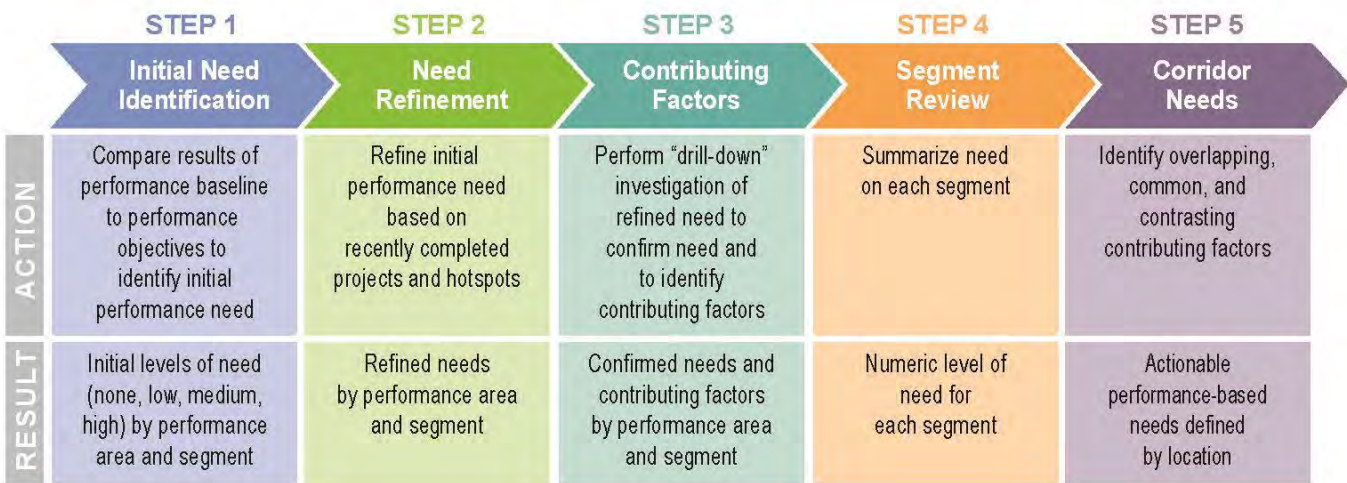 STEP 1
STEP 2
STEP 3
STEP 4
STEP 5
Initial Need
Identification
Need
Refinement
Contributing
Factors
Segment
Review
Corridor
Needs
ACTION
Compare results of
performance baseline
to performance
objectives to
identify initial
performance need
Refine initial
performance need
based on
recently completed
projects and hotspots
Perform “drill-down”
investigation of
refined need to
confirm need and
to identify
contributing factors
Summarize need
on each segment
Identify overlapping,
common, and
contrasting
contributing factors
RESULT
Initial levels of need
(none, low, medium,
high) by performance
area and segment
Refined needs
by performance area
and segment
Confirmed needs and
contributing factors
by performance area
and segment
Numeric level of
need for
each segment
Actionable
performance-based
needs defined
by location